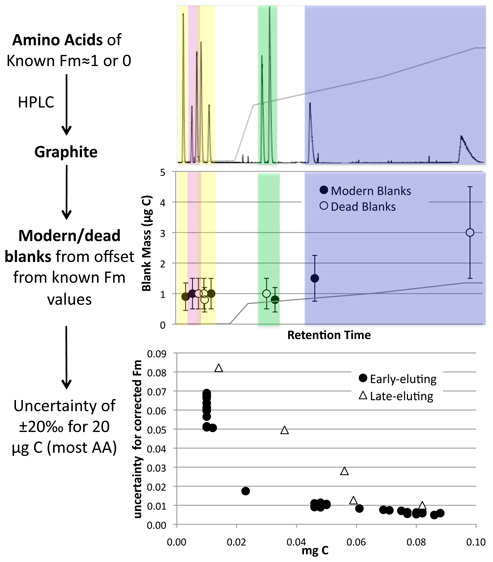 Amino Acids of
Known Fm≈1 or 0
HPLC
Graphite
Modern/dead
blanks from offset
from known Fm
values
Uncertainty of
±20‰ for 20
μg C (most AA)
Blank Mass (μg C)
5
4
3
2
1
0
Modern Blanks
Dead Blanks
Retention Time
uncertainty for corrected Fm
0.09
0.08
0.07
0.06
0.05
0.04
0.03
0.02
0.01
0.00
Early-eluting
Late-eluting
0.00 0.02 0.04 0.06 0.08 0.10
mg C